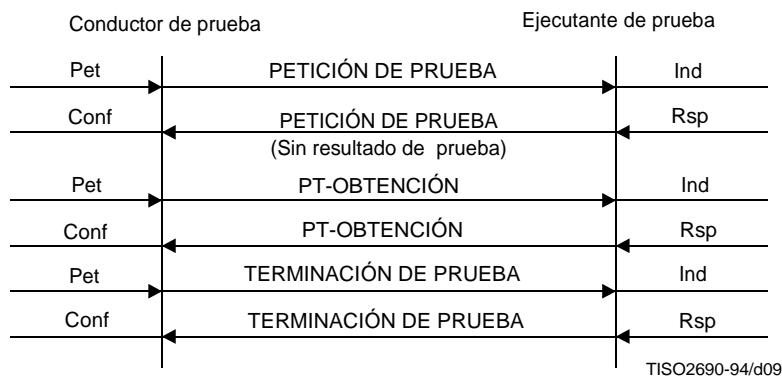 Conductor de prueba Ejecutante de prueba
Pet PETICIÓN DE PRUEBA Ind
Conf PETICIÓN DE PRUEBA Rsp
(Sin resultado de prueba)
Pet PT-OBTENCIÓN Ind
Conf PT-OBTENCIÓN Rsp
Pet TERMINACIÓN DE PRUEBA Ind
Conf TERMINACIÓN DE PRUEBA Rsp
TISO2690-94/d09